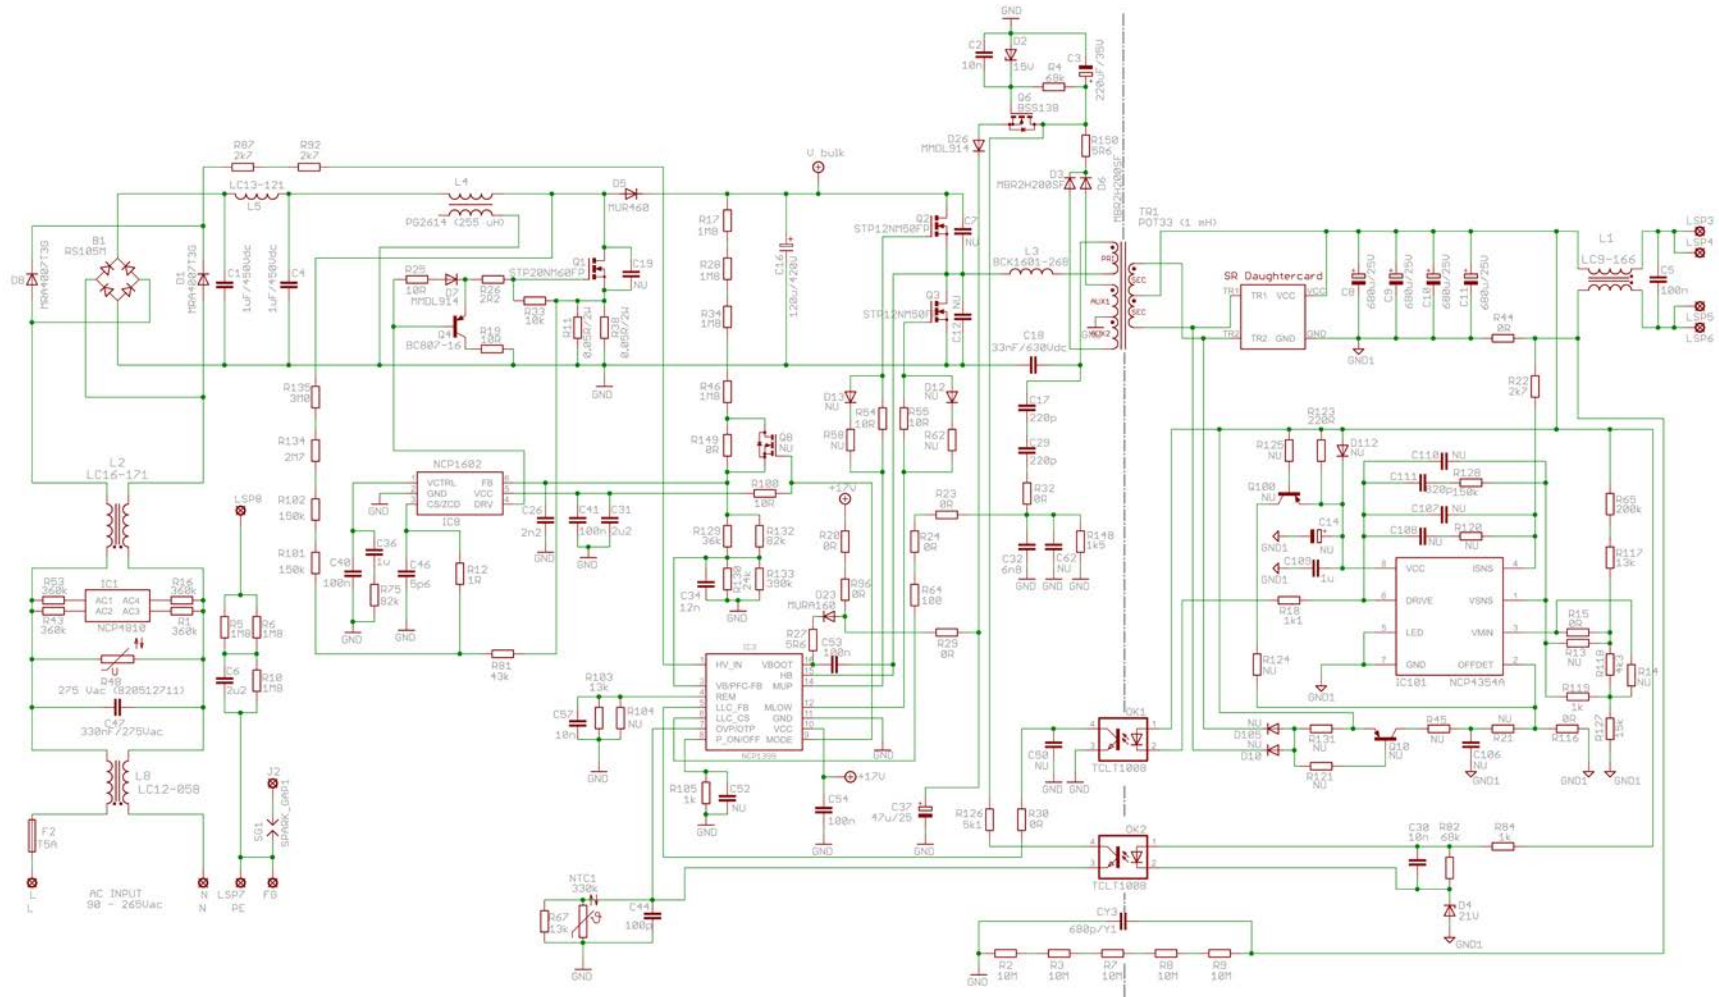 GND
C2
10n
D2
15V
R4
68k
C3
220uF/35V
Q6
BSS138
D26
MMDL914
R150
5R6
D3
MBR2H200SF
D6
MBR2H200SF
V_bulk
R87
2k7
R92
2k7
LC13-121
L5
L4
PG2614 (255 uH)
D5
MUR460
B1
RS105M
D8
MRA4007T3G
D1
MRA4007T3G
C1
1uF/450Vdc
C4
1uF/450Vdc
R25
10R
D7
MMDL914
R26
2R2
Q1
STP20NM60FP
C19
NU
R33
10k
R11
0.05R/2W
R38
0.05R/2W
Q4
BC807-16
R19
10R
GND
R17
1M8
R28
1M8
R34
1M8
R46
1M8
C16
120u/420V
Q2
STP12NM50FP
C7
NU
Q3
STP12NM50F
C12
NU
L3
BCK1601-268
TR1
POT33 (1 mH)
PRI
SEC
SEC
AUX1
AUX2
GND
C18
33nF/630Vdc
SR Daughtercard
TR1
TR1
VCC
VCC
TR2
TR2
GND
GND
C8
680u/25V
C9
680u/25V
C10
680u/25V
C11
680u/25V
GND1
R44
0R
L1
LC9-166
C5
100n
LSP3
LSP4
LSP5
LSP6
R22
2k7
R135
3M0
R134
2M7
R102
150k
R101
150k
R149
0R
Q8
NU
D13
NU
R54
10R
R58
NU
R55
10R
D12
NU
R62
NU
C17
220p
C29
220p
R32
0R
R23
0R
C32
6n8
C62
NU
R148
1k5
GND
GND
GND
L2
LC16-171
LSP8
NCP1602
VCTRL
GND
CS/ZCD
FB
VCC
DRV
IC8
GND
C26
2n2
C41
100n
C31
2u2
R100
10R
GND
GND
+17V
R20
0R
R96
0R
D23
MURA160
R27
5R6
C53
100n
R24
0R
R64
100
R29
0R
R129
36k
R132
82k
R130
24k
R133
390k
C34
12n
GND
C40
100n
C36
1u
R75
82k
C46
5p6
R12
1R
GND
GND
R81
43k
R53
360k
R43
360k
IC1
AC1
AC2
AC4
AC3
NCP4810
R16
360k
R1
360k
R48
U
275 Vac (820512711)
C47
330nF/275Vac
R5
1M8
R6
1M8
C6
2u2
R10
1M8
L8
LC12-058
J2
SG1
SPARK_GAP1
F2
T5A
L
L
AC INPUT
90 - 265Vac
N
N
LSP7
PE
FG
R103
13k
C57
10n
R104
NU
GND
IC3
HV_IN
VB/PFC-FB
REM
LLC_FB
LLC_CS
OVP/OTP
P_ON/OFF
VBOOT
HB
MUP
MLOW
GND
VCC
MODE
NCP1399
GND
R105
1k
C52
NU
GND
+17V
C54
100n
GND
C37
47u/25
GND
R126
5k1
R30
0R
C50
NU
GND
GND
OK1
TCLT1008
OK2
TCLT1008
NTC1
330k
R67
13k
C44
100p
GND
CY3
680p/Y1
GND
R2
10M
R3
10M
R7
10M
R8
10M
R9
10M
R125
NU
R123
220R
D112
NU
Q100
NU
C14
NU
GND1
C109
1u
GND1
C110
NU
C111
820p
R128
150k
C107
NU
C108
NU
R120
NU
R65
200k
R117
13k
VCC
DRIVE
LED
GND
ISNS
VSNS
VMIN
OFFDET
IC101
NCP4354A
R18
1k1
GND1
R124
NU
R15
0R
R13
NU
R118
4k3
R14
NU
R119
1k
R127
15k
GND1
NU
D105
NU
D10
R131
NU
R121
NU
Q10
NU
R45
NU
C106
NU
GND1
NU
R21
0R
R116
GND1
C30
10n
R82
68k
R84
1k
D4
21V
GND1